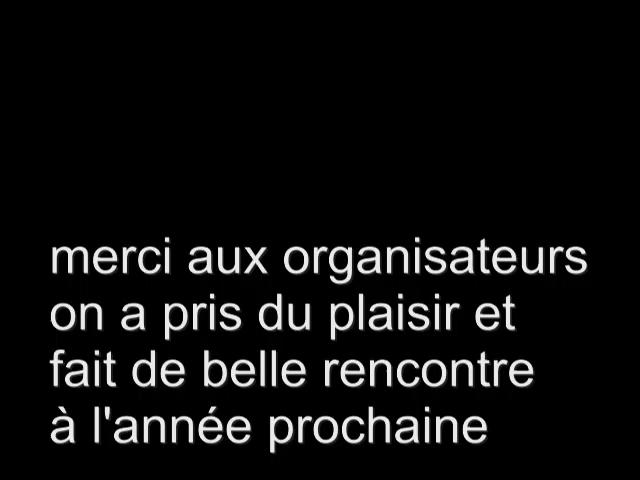 merci aux organisateurs
on a pris du plaisir et
fait de belle rencontre
à l'année prochaine